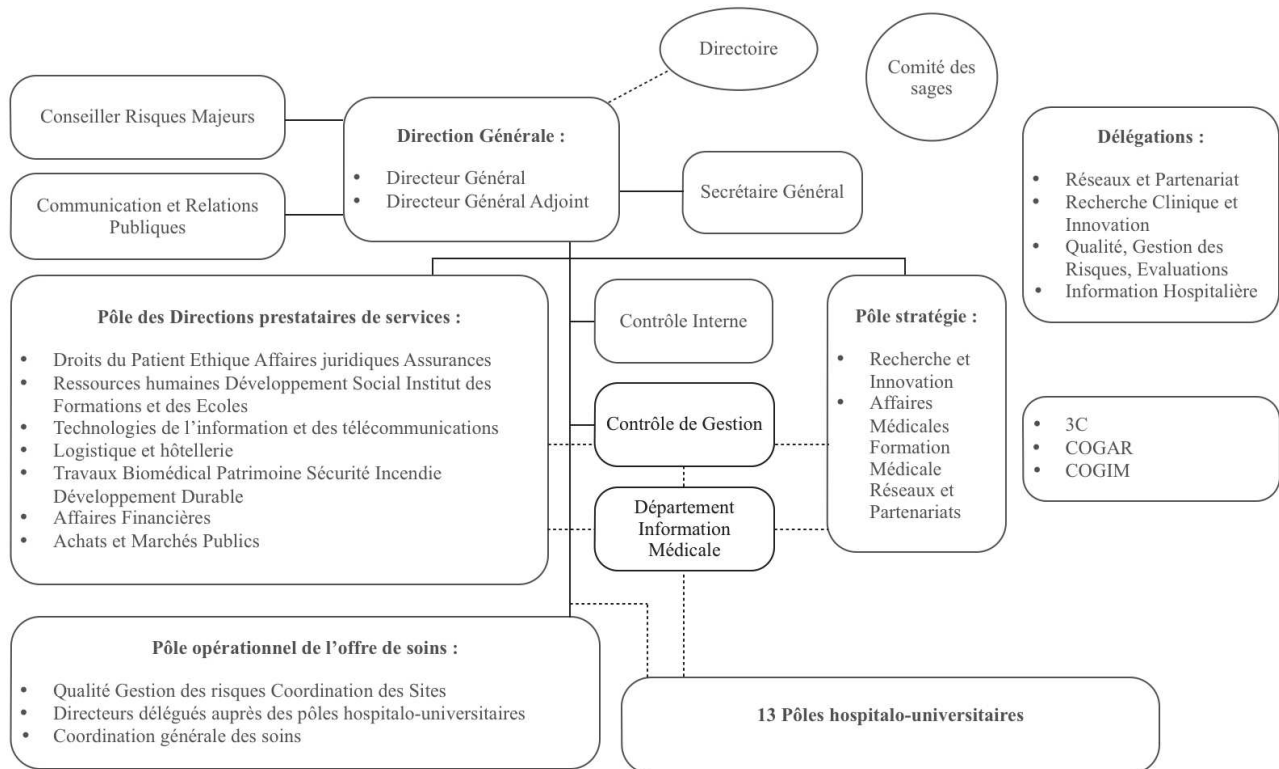 Directoire
Comité des
sages
Conseiller Risques Majeurs
Direction Générale :
• Directeur Général
• Directeur Général Adjoint
Communication et Relations
Publiques
Secrétaire Général
Délégations :
• Réseaux et Partenariat
• Recherche Clinique et
Innovation
• Qualité, Gestion des
Risques, Evaluations
• Information Hospitalière
Pôle des Directions prestataires de services :
• Droits du Patient Ethique Affaires juridiques Assurances
• Ressources humaines Développement Social Institut des
Formations et des Ecoles
• Technologies de l’information et des télécommunications
• Logistique et hôtellerie
• Travaux Biomédical Patrimoine Sécurité Incendie
Développement Durable
• Affaires Financières
• Achats et Marchés Publics
Contrôle Interne
Contrôle de Gestion
Département
Information
Médicale
Pôle stratégie :
• Recherche et
Innovation
• Affaires
Médicales
Formation
Médicale
Réseaux et
Partenariats
• 3C
• COGAR
• COGIM
Pôle opérationnel de l’offre de soins :
• Qualité Gestion des risques Coordination des Sites
• Directeurs délégués auprès des pôles hospitalo-universitaires
• Coordination générale des soins
13 Pôles hospitalo-universitaires